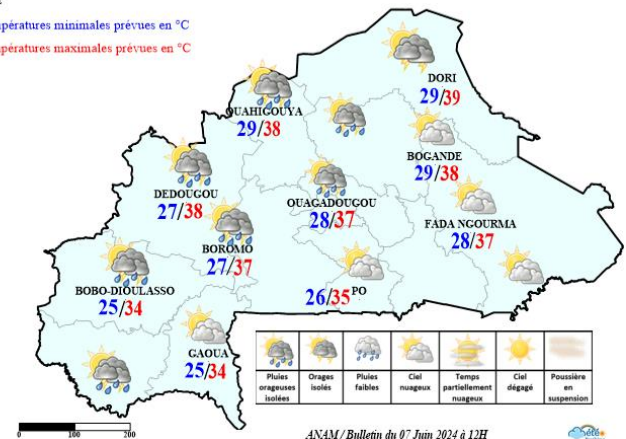 mpératures minimales prévues en °C
pératures maximales prévues en °C
DORI
29/39
OUAHIGOUYA
29/38
BOGANDE
29/38
DEDOUGOU
27/38
OUAGADOUGOU
28/37
FADA NGOURMA
28/37
BOROMO
27/37
BOBO-DIOULASSO
25/34
PO
26/35
GAOUA
25/34
Pluies orageuses isolées
Orages isolés
Pluies faibles
Ciel nuageux
Temps partiellement nuageux
Ciel dégagé
Poussière en suspension
0 100 200
ANAM / Bulletin du 07 Juin 2024 à 12H